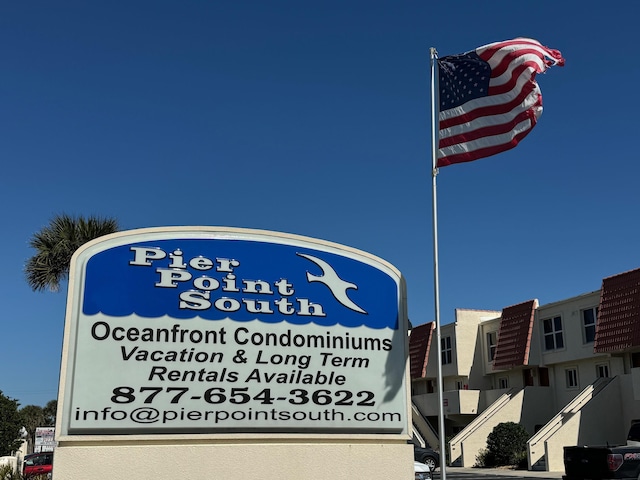 Pier
Point
South
Oceanfront Condominiums
Vacation & Long Term
Rentals Available
877-654-3622
info@pierpointsouth.com